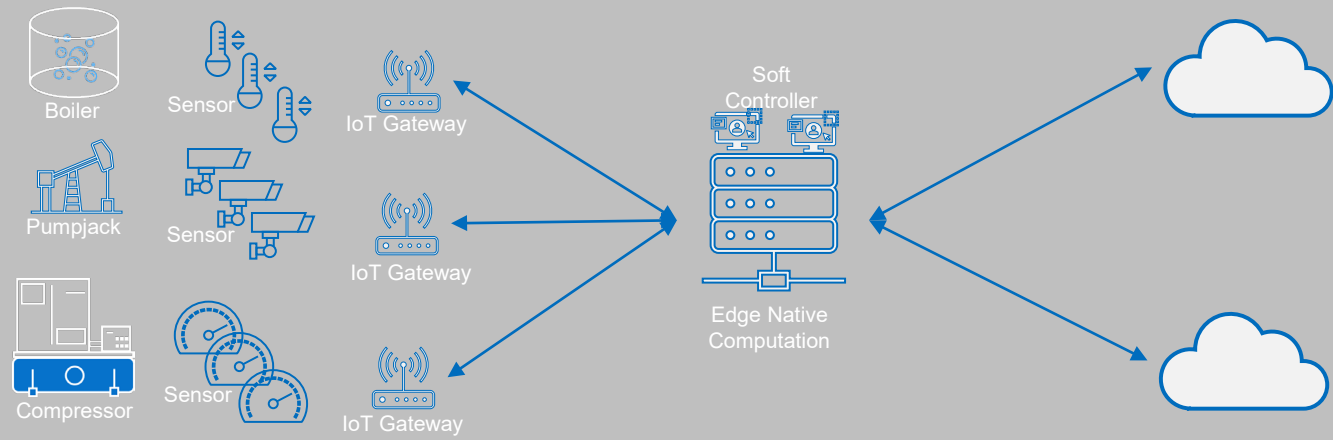 Boiler
Sensor
IoT Gateway
Soft
Controller
Pumpjack
Sensor
IoT Gateway
Edge Native
Computation
Compressor
Sensor
IoT Gateway